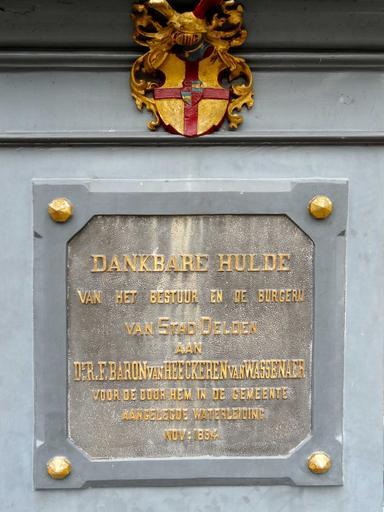 DANKBARE HULDE
VAN HET BESTUUR EN DE BURGERIJ
VAN STAD DELDEN
AAN
DR R. F. BARON VAN HEECKEREN VAN WASSENAER
VOOR DE DOOR HEM IN DE GEMEENTE
AANGELEGDE WATERLEIDING
NOV: 1894